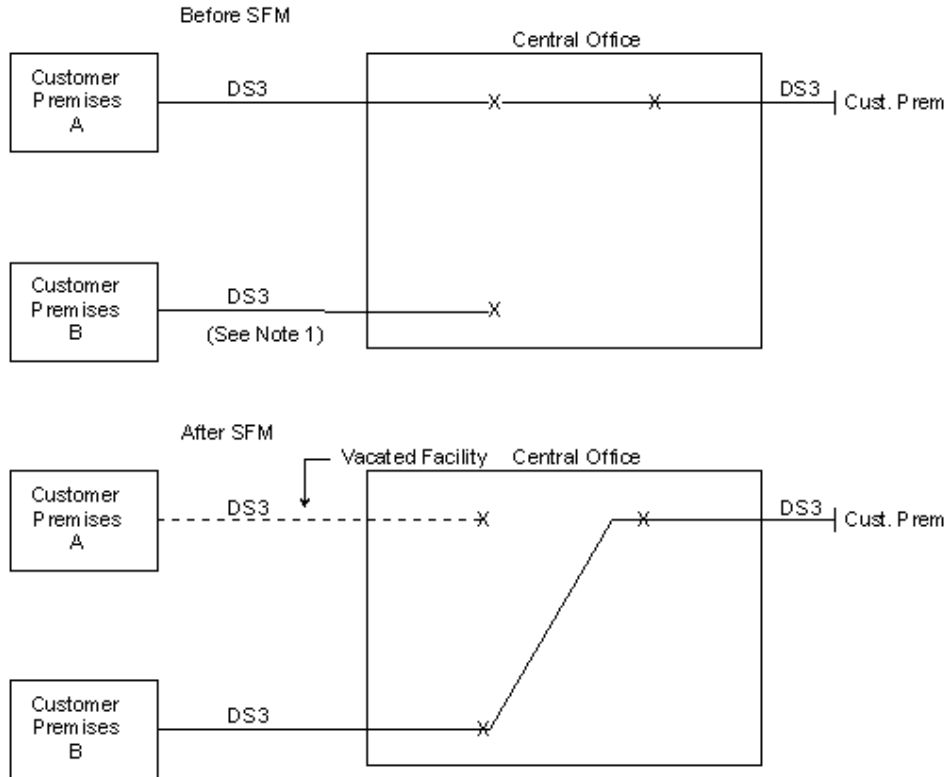 Before SFM
Central Office
Customer
Premises
A
DS3
X
X
DS3
Cust. Prem
Customer
Premises
B
DS3
(See Note 1)
X
After SFM
Vacated Facility
Central Office
Customer
Premises
A
DS3
X
X
DS3
Cust. Prem
Customer
Premises
B
DS3
X